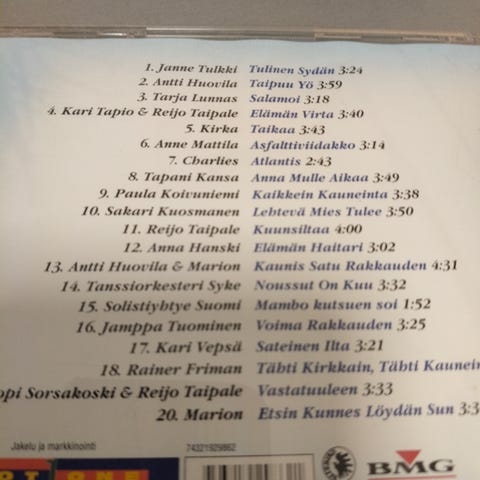 1. Janne Tulkki Tulinen Sydän 3:24
2. Antti Huovila Taipuu Yö 3:59
3. Tarja Lunnas Salamoi 3:18
4. Kari Tapio & Reijo Taipale Elämän Virta 3:40
5. Kirka Taikaa 3:43
6. Anne Mattila Asfalttiviidakko 3:14
7. Charlies Atlantis 2:43
8. Tapani Kansa Anna Mulle Aikaa 3:49
9. Paula Koivuniemi Kaikkein Kauneinta 3:38
10. Sakari Kuosmanen Lehtevä Mies Tulee 3:50
11. Reijo Taipale Kuunsiltaa 4:00
12. Anna Hanski Elämän Haitari 3:02
13. Antti Huovila & Marion Kaunis Satu Rakkauden 4:31
14. Tanssiorkesteri Syke Noussut On Kuu 3:32
15. Solistiyhtye Suomi Mambo kutsuen soi 1:52
16. Jamppa Tuominen Voima Rakkauden 3:25
17. Kari Vepsä Sateinen Ilta 3:21
18. Rainer Friman Tähti Kirkkain, Tähti Kaunein
opi Sorsakoski & Reijo Taipale Vastatuuleen 3:33
20. Marion Etsin Kunnes Löydän Sun 3:3
Jakelu ja markkinointi 74321929862
BMG